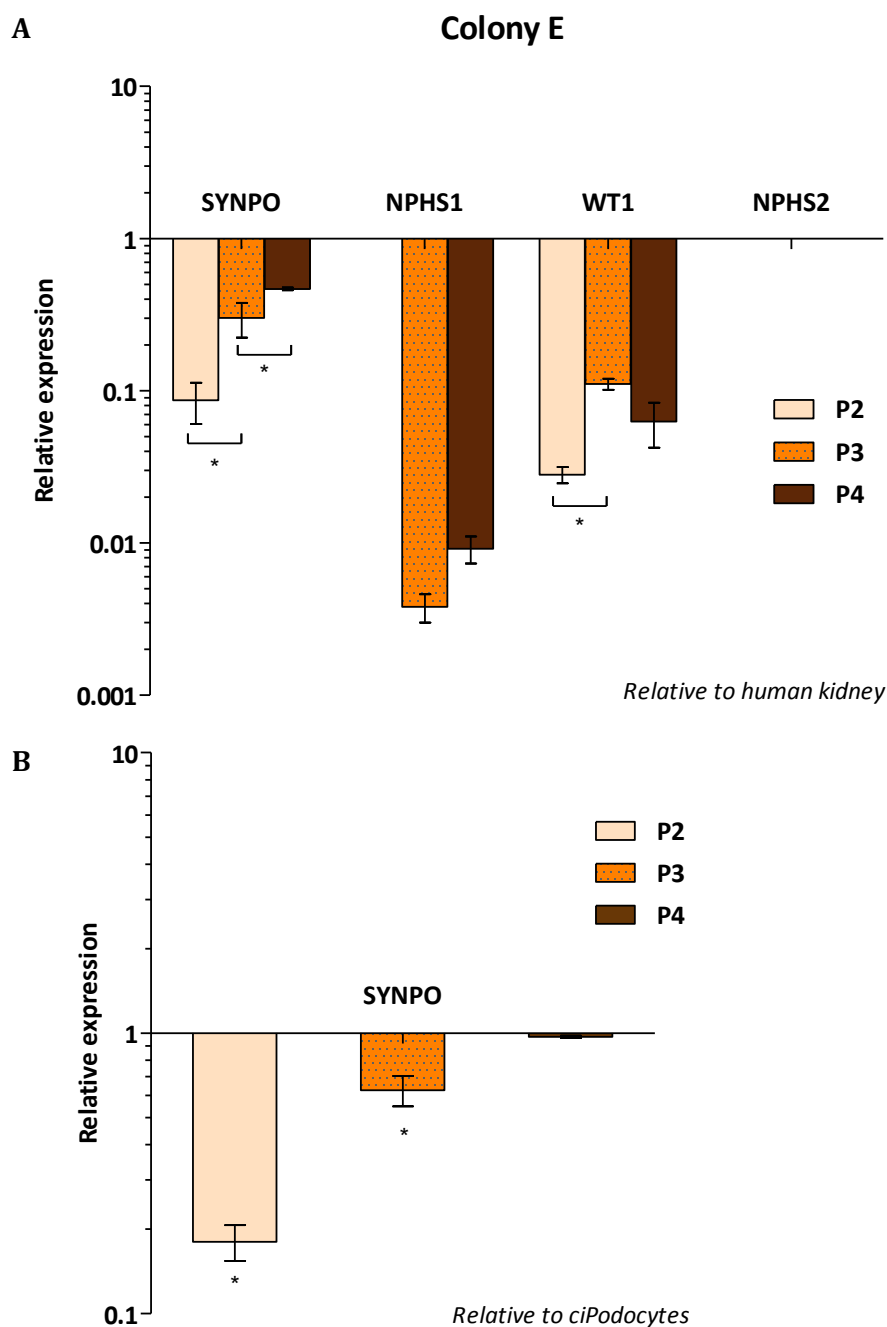 A
Colony E
10
SYNPO NPHS1 WT1 NPHS2
1
Relative expression
*
0.1
P2
*
P3
*
P4
0.01
0.001
Relative to human kidney
B
10
P2
P3
P4
Relative expression
SYNPO
1
*
*
0.1
Relative to ciPodocytes